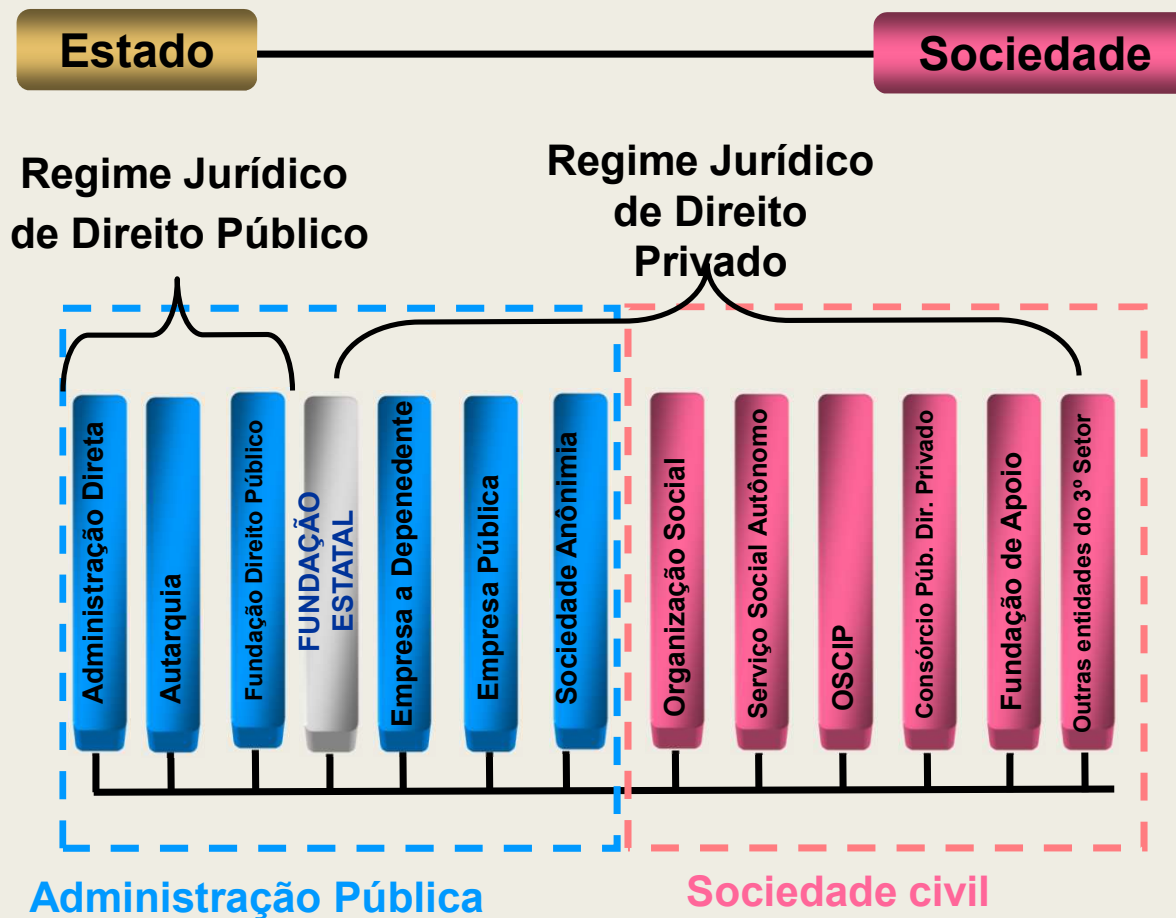 Estado
Sociedade
Regime Jurídico
de Direito Público
Regime Jurídico
de Direito
Privado
Administração Direta
Autarquia
Fundação Direito Público
FUNDAÇÃO
ESTATAL
Empresa a Depenedente
Empresa Pública
Sociedade Anônimia
Organização Social
Serviço Social Autônomo
OSCIP
Consórcio Púb. Dir. Privado
Fundação de Apoio
Outras entidades do 3º Setor
Administração Pública
Sociedade civil